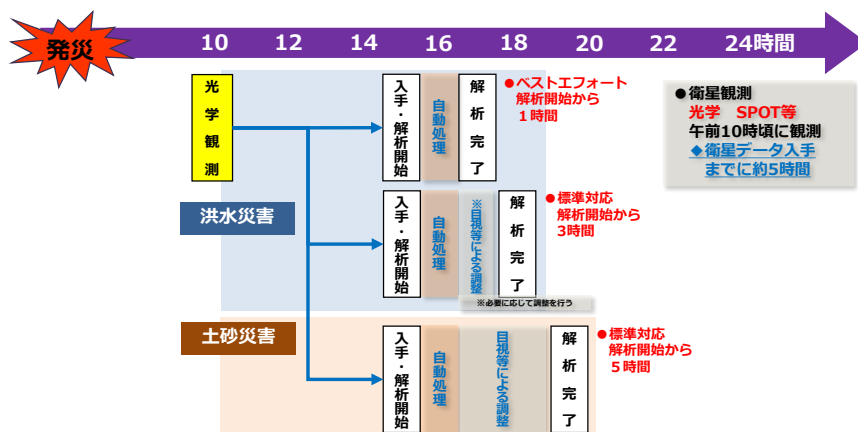 発災
10 12 14 16 18 20 22 24時間
光学観測
入手・解析開始
自動処理
解析完了
●ベストエフォート
解析開始から
1時間
●衛星観測
光学 SPOT等
午前10時頃に観測
◆衛星データ入手
までに約5時間
洪水災害
入手・解析開始
自動処理
※目視等による調整
解析完了
●標準対応
解析開始から
3時間
※必要に応じて調整を行う
土砂災害
入手・解析開始
自動処理
目視等による調整
解析完了
●標準対応
解析開始から
５時間